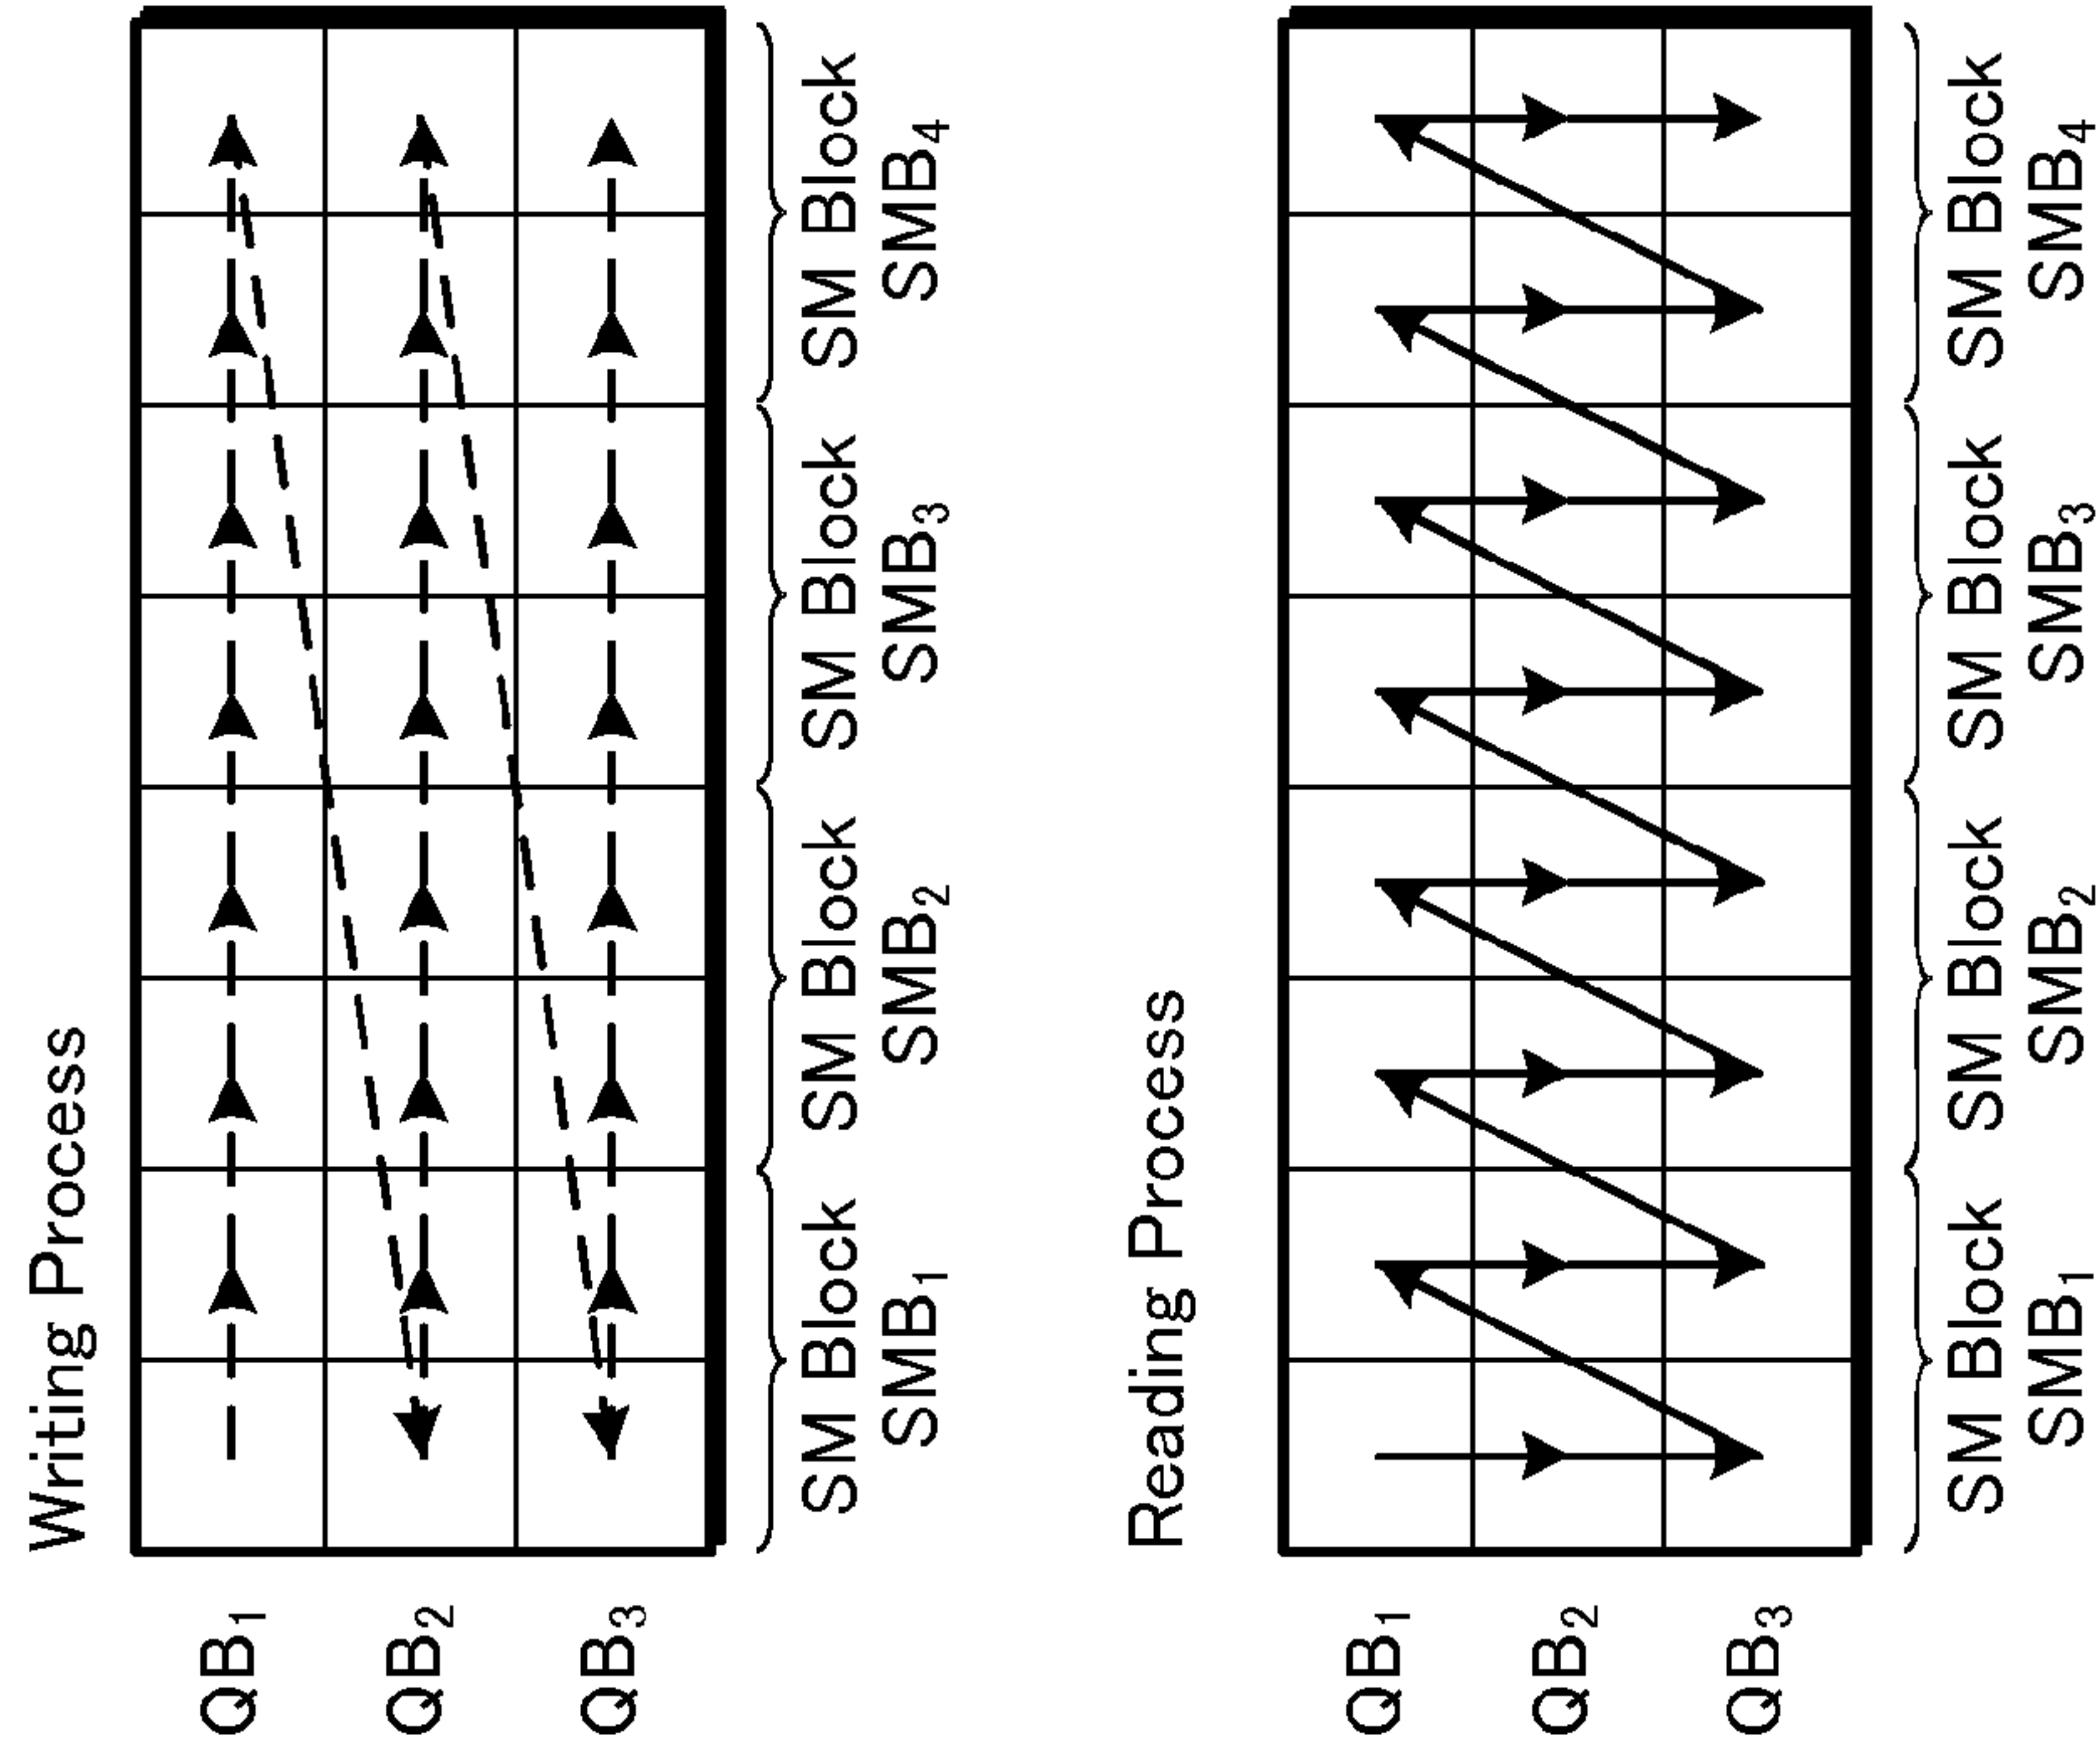 Writing Process
QB1
QB2
QB3
SM Block
SMB1
SM Block
SMB2
SM Block
SMB3
SM Block
SMB4
Reading Process
QB1
QB2
QB3
SM Block
SMB1
SM Block
SMB2
SM Block
SMB3
SM Block
SMB4